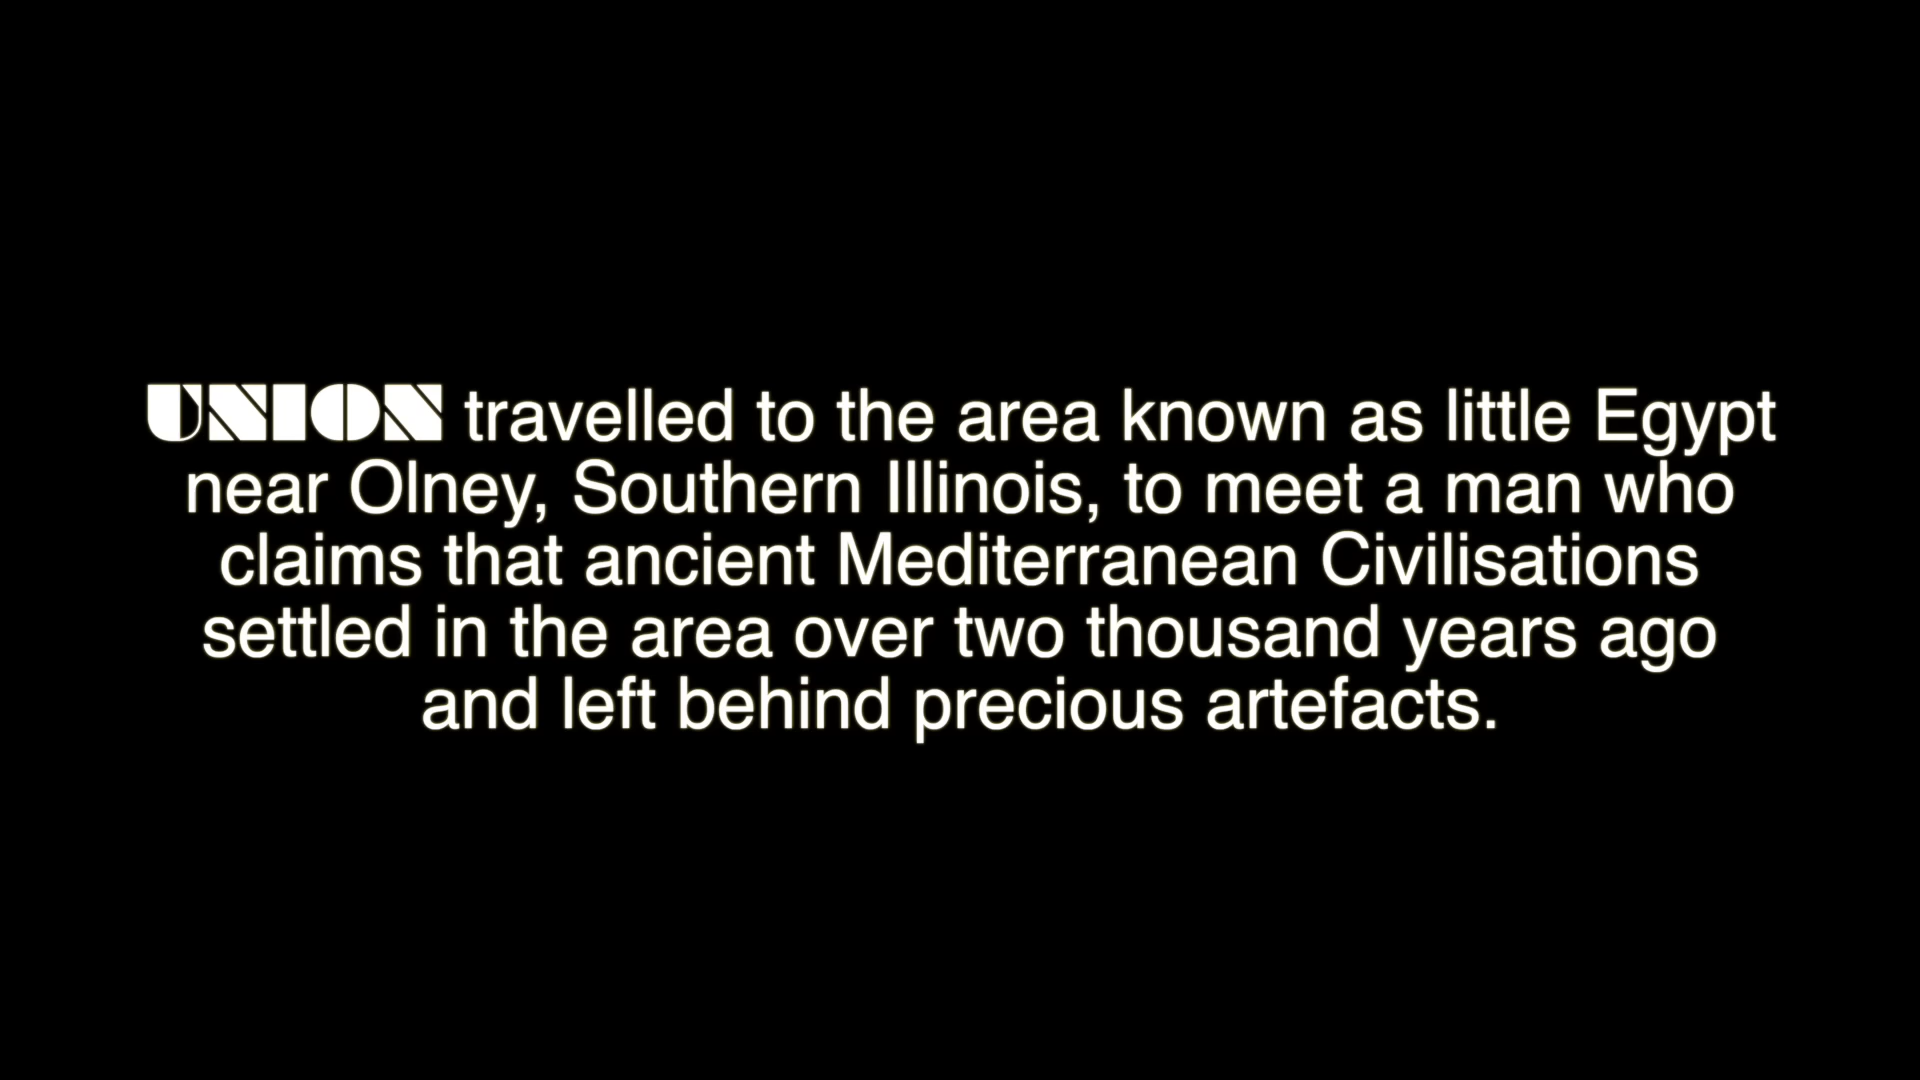 UNION travelled to the area known as little Egypt
near Olney, Southern Illinois, to meet a man who
claims that ancient Mediterranean Civilisations
settled in the area over two thousand years ago
and left behind precious artefacts.